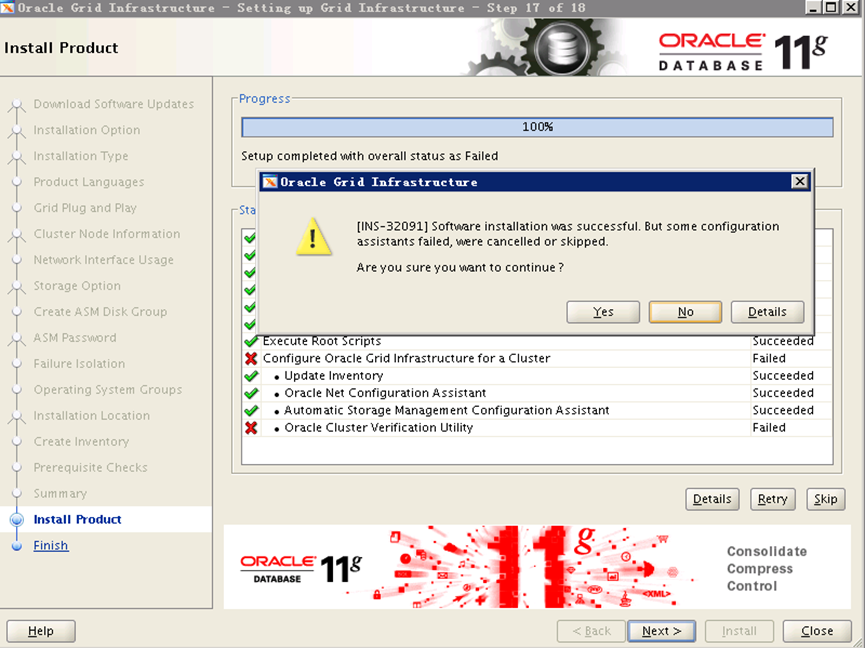 Oracle Grid Infrastructure - Setting up Grid Infrastructure - Step 17 of 18
Install Product
ORACLE
DATABASE
11g
Download Software Updates
Installation Option
Installation Type
Product Languages
Grid Plug and Play
Cluster Node Information
Network Interface Usage
Storage Option
Create ASM Disk Group
ASM Password
Failure Isolation
Operating System Groups
Installation Location
Create Inventory
Prerequisite Checks
Summary
Install Product
Finish
Progress
100%
Setup completed with overall status as Failed
Sta
Oracle Grid Infrastructure
[INS-32091] Software installation was successful. But some configuration
assistants failed, were cancelled or skipped.
Are you sure you want to continue?
Yes No Details
Execute Root Scripts Succeeded
Configure Oracle Grid Infrastructure for a Cluster Failed
• Update Inventory Succeeded
• Oracle Net Configuration Assistant Succeeded
• Automatic Storage Management Configuration Assistant Succeeded
• Oracle Cluster Verification Utility Failed
Details Retry Skip
ORACLE
DATABASE
11g
11g
<XML>
Consolidate
Compress
Control
Help < Back Next > Install Close